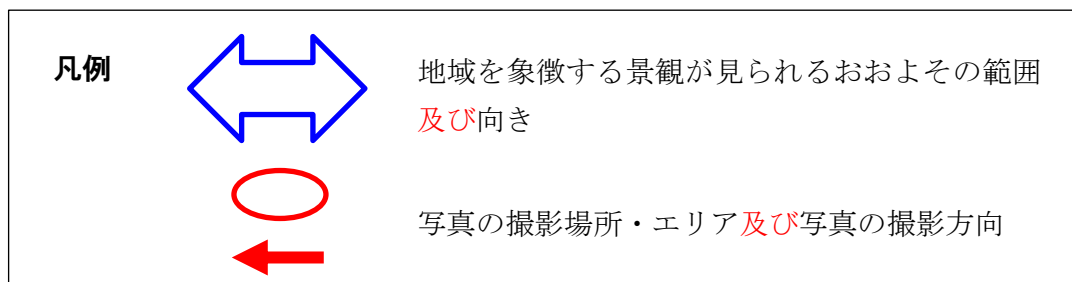 凡例
地域を象徴する景観が見られるおおよその範囲
及び向き
写真の撮影場所・エリア及び写真の撮影方向